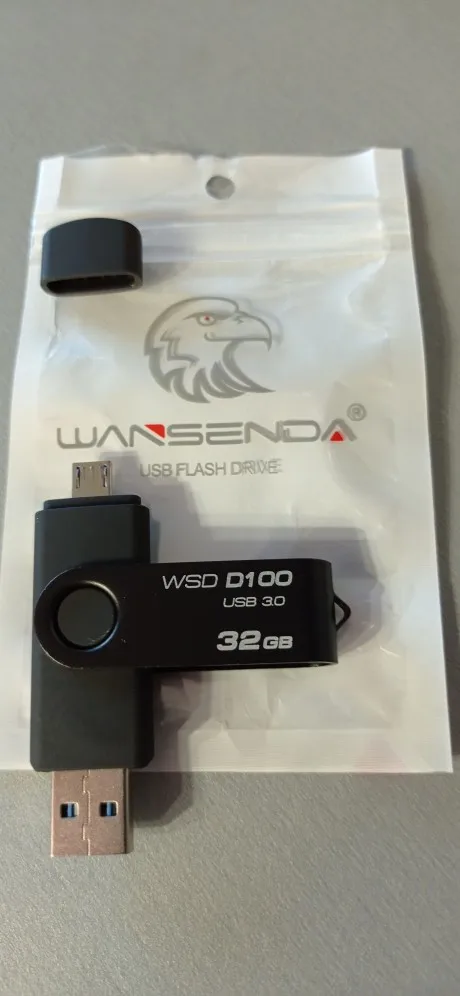 WANSENDA®
USB FLASH DRIVE
WSD D100
USB 3.0
32GB